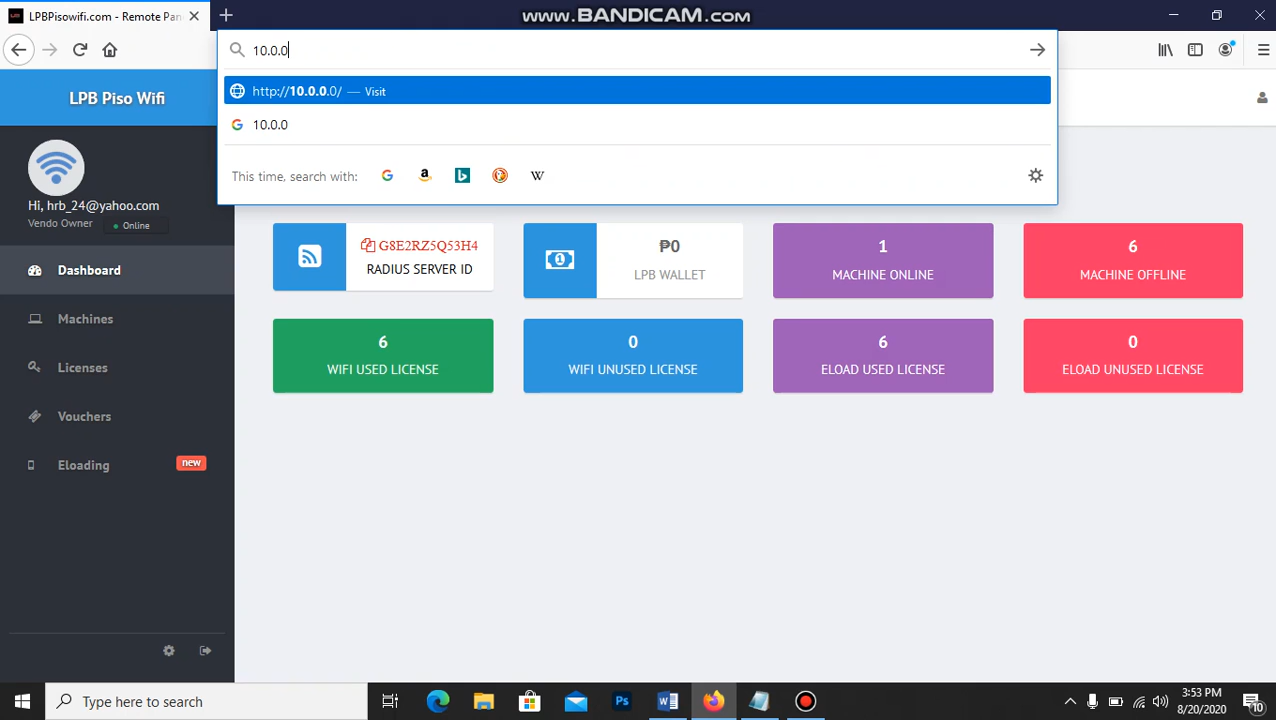 www.BANDICAM.com
LPBPisowifi.com - Remote Pan
10.0.0
http://10.0.0.0/ — Visit
10.0.0
This time, search with:
LPB Piso Wifi
Hi, hrb_24@yahoo.com
Vendo Owner
Online
Dashboard
Machines
Licenses
Vouchers
Eloading
new
G8E2RZ5Q53H4
RADIUS SERVER ID
₱0
LPB WALLET
1
MACHINE ONLINE
6
MACHINE OFFLINE
6
WIFI USED LICENSE
0
WIFI UNUSED LICENSE
6
ELOAD USED LICENSE
0
ELOAD UNUSED LICENSE
Type here to search
3:53 PM
8/20/2020
10